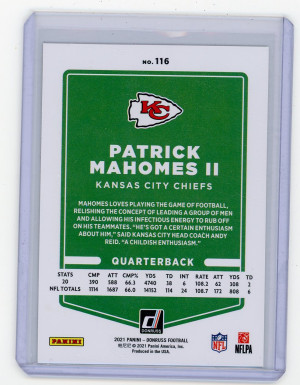 NO. 116
KC
PATRICK
MAHOMES II
KANSAS CITY CHIEFS
MAHOMES LOVES PLAYING THE GAME OF FOOTBALL,
RELISHING THE CONCEPT OF LEADING A GROUP OF MEN
AND ALLOWING HIS INFECTIOUS ENERGY TO RUB OFF
ON HIS TEAMMATES. "HE'S GOT A CERTAIN ENTHUSIASM
ABOUT HIM," SAID KANSAS CITY HEAD COACH ANDY
REID. "A CHILDISH ENTHUSIASM."
QUARTERBACK
STATS CMP ATT CMP% YDS TD INT RATE ATT YDS TD
20 390 588 66.3 4740 38 6 108.2 62 308 2
NFL TOTALS 1114 1687 66.0 14152 114 24 108.7 172 808 6
PANINI
D
DONRUSS
NFL
NFLPA
2021 PANINI - DONRUSS FOOTBALL
© 2021 Panini America, Inc.
Produced in the USA.